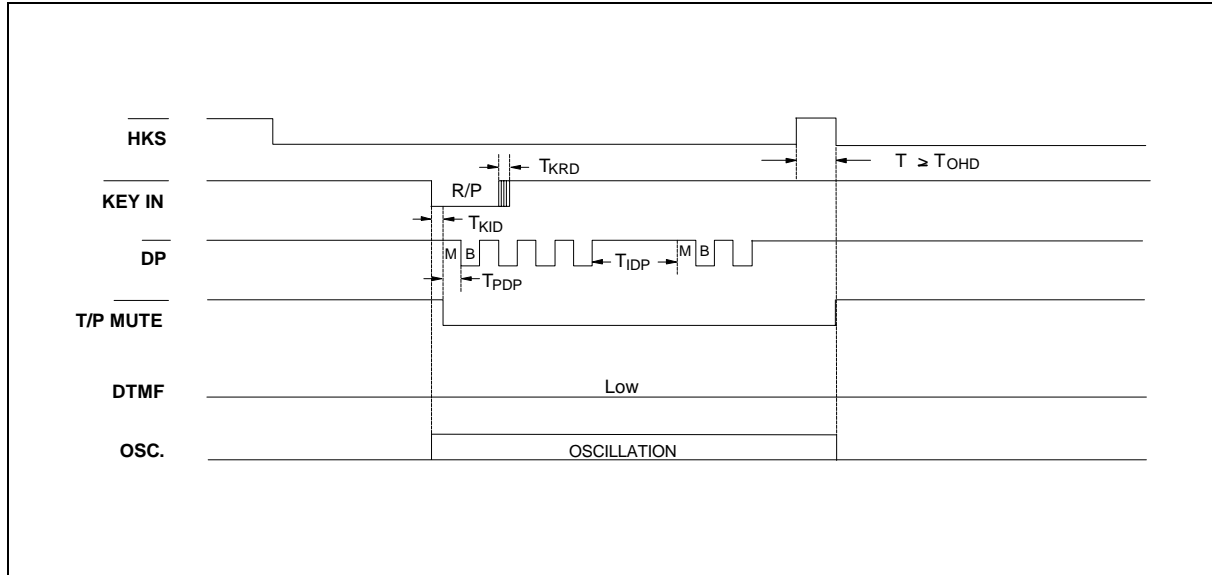 HKS
T ≥ TOHD
TKRD
KEY IN
R/P
TKID
DP
M B
TIDP
M B
TPDP
T/P MUTE
DTMF
Low
OSC.
OSCILLATION